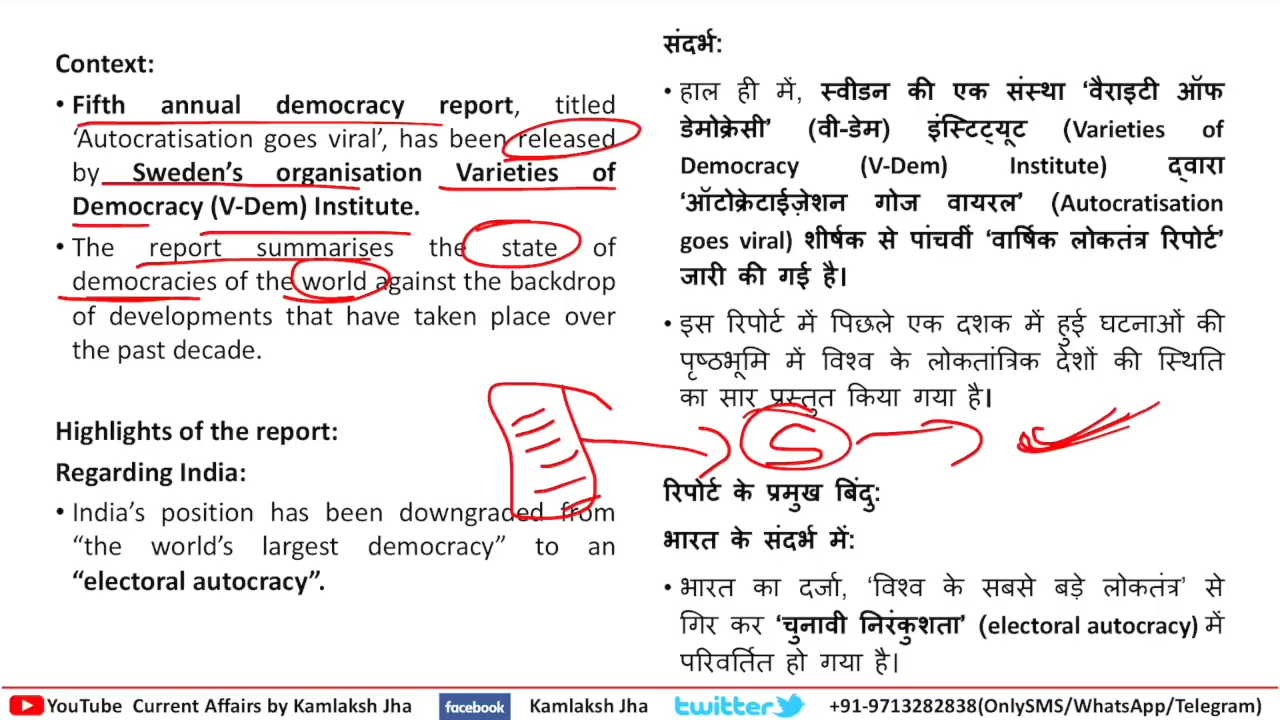 Context:
• Fifth annual democracy report, titled
‘Autocratisation goes viral’, has been released
by Sweden’s organisation Varieties of
Democracy (V-Dem) Institute.
• The report summarises the state of
democracies of the world against the backdrop
of developments that have taken place over
the past decade.
Highlights of the report:
Regarding India:
• India’s position has been downgraded from
“the world’s largest democracy” to an
“electoral autocracy”.
संदर्भ:
• हाल ही में, स्वीडन की एक संस्था ‘वैराइटी ऑफ
डेमोक्रेसी’ (वी-डेम) इंस्टिट्यूट (Varieties of
Democracy (V-Dem) Institute) द्वारा
‘ऑटोक्रेटाईज़ेशन गोज वायरल’ (Autocratisation
goes viral) शीर्षक से पांचवीं ‘वार्षिक लोकतंत्र रिपोर्ट’
जारी की गई है।
• इस रिपोर्ट में पिछले एक दशक में हुई घटनाओं की
पृष्ठभूमि में विश्व के लोकतांत्रिक देशों की स्थिति
का सार प्रस्तुत किया गया है।
S
रिपोर्ट के प्रमुख बिंदु:
भारत के संदर्भ में:
• भारत का दर्जा, ‘विश्व के सबसे बड़े लोकतंत्र’ से
गिर कर ‘चुनावी निरंकुशता’ (electoral autocracy) में
परिवर्तित हो गया है।
YouTube Current Affairs by Kamlaksh Jha facebook Kamlaksh Jha twitter +91-9713282838(OnlySMS/WhatsApp/Telegram)